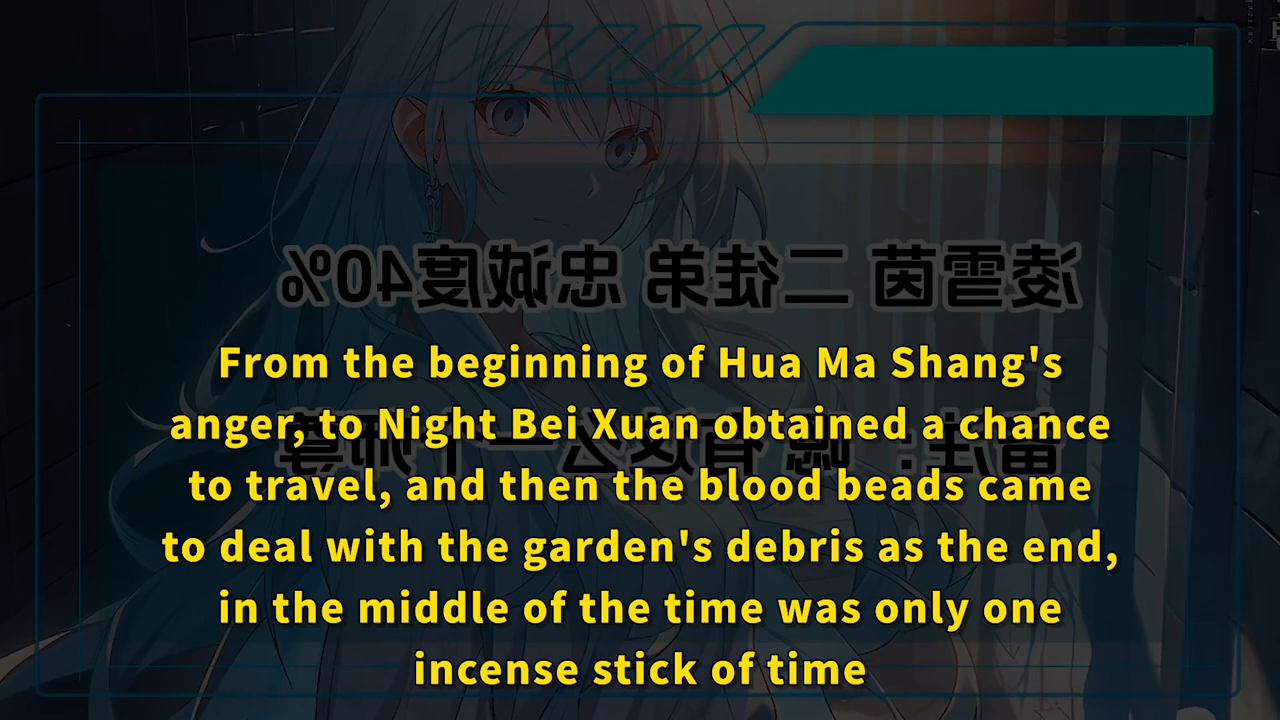 凌雪茵 二徒弟 忠诚度40%
From the beginning of Hua Ma Shang's
anger, to Night Bei Xuan obtained a chance
to travel, and then the blood beads came
to deal with the garden's debris as the end,
in the middle of the time was only one
incense stick of time